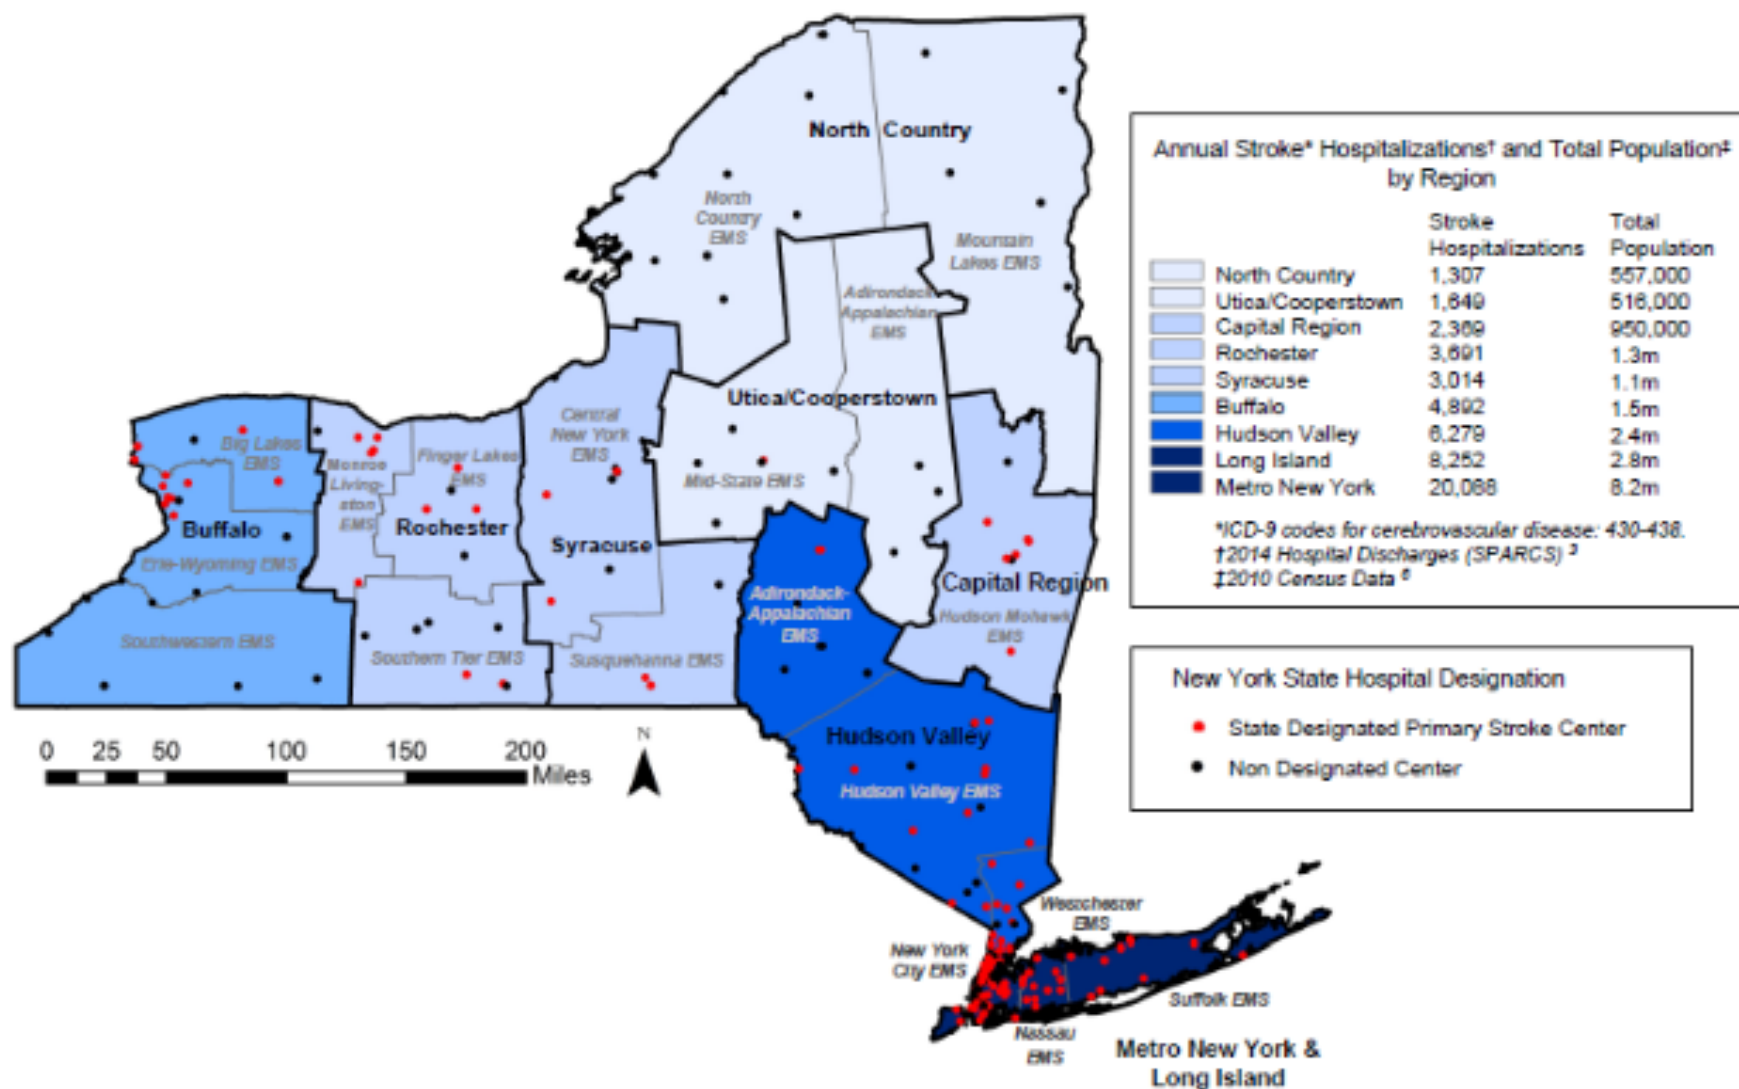 North Country
North
Country
EMS
Mountain
Lakes EMS
Adirondack-
Appalachian
EMS
Utica/Cooperstown
Mid-State EMS
Central
New York
EMS
Syracuse
Susquehanna EMS
Big Lakes
EMS
Buffalo
Erie-Wyoming EMS
Southwestern EMS
Monroe
Living-
ston
EMS
Finger Lakes
EMS
Rochester
Southern Tier EMS
Adirondack-
Appalachian
EMS
Capital Region
Hudson Mohawk
EMS
Hudson Valley
Hudson Valley EMS
Westchester
EMS
New York
City EMS
Nassau
EMS
Suffolk EMS
Metro New York &
Long Island
0 25 50 100 150 200
Miles
N
Annual Stroke* Hospitalizations† and Total Population‡
by Region
Stroke Total
Hospitalizations Population
North Country 1,307 557,000
Utica/Cooperstown 1,649 516,000
Capital Region 2,369 950,000
Rochester 3,691 1.3m
Syracuse 3,014 1.1m
Buffalo 4,892 1.5m
Hudson Valley 6,279 2.4m
Long Island 8,252 2.8m
Metro New York 20,088 8.2m
*ICD-9 codes for cerebrovascular disease: 430-438.
†2014 Hospital Discharges (SPARCS) 3
‡2010 Census Data 6
New York State Hospital Designation
State Designated Primary Stroke Center
Non Designated Center